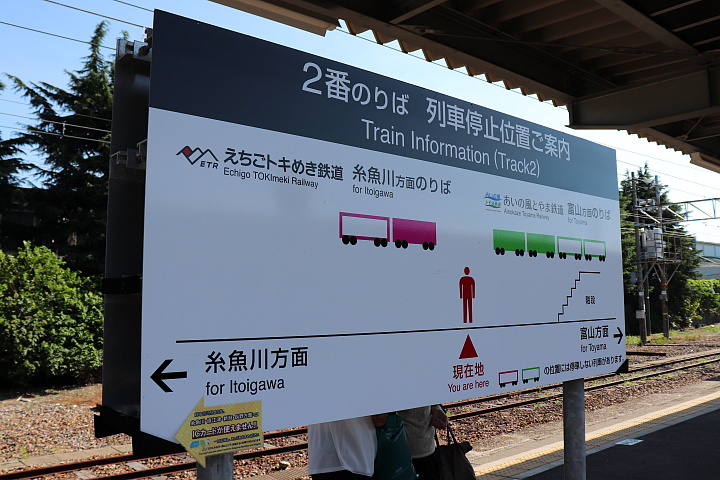 2番のりば 列車停止位置ご案内
Train Information (Track2)
ETR
えちごトキめき鉄道 糸魚川方面のりば
Echigo TOKImeki Railway for Itoigawa
あいの風とやま鉄道 富山方面のりば
Ainokaze Toyama Railway for Toyama
階段
糸魚川方面
for Itoigawa
富山方面
for Toyama
現在地
You are here
の位置には停車しない列車があります
ICカードが使えません!